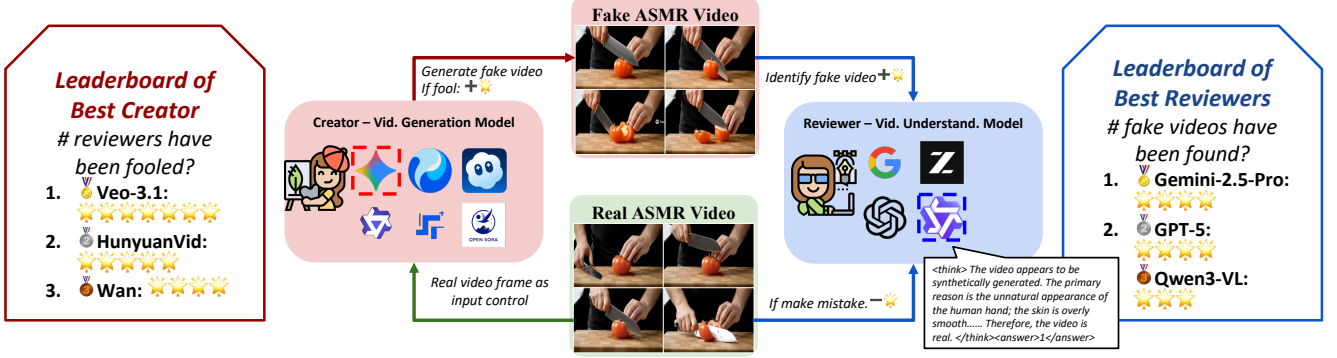 Leaderboard of
Best Creator
# reviewers have
been fooled?
1. Veo-3.1:
2. HunyuanVid:
3. Wan:
Generate fake video
If fool:
Creator – Vid. Generation Model
OPEN SORA
Real video frame as
input control
Fake ASMR Video
Real ASMR Video
Identify fake video
Reviewer – Vid. Understand. Model
If make mistake.
<think> The video appears to be
synthetically generated. The primary
reason is the unnatural appearance of
the human hand; the skin is overly
smooth...... Therefore, the video is
real. </think><answer>1</answer>
Leaderboard of
Best Reviewers
# fake videos have
been found?
1. Gemini-2.5-Pro:
2. GPT-5:
Qwen3-VL: